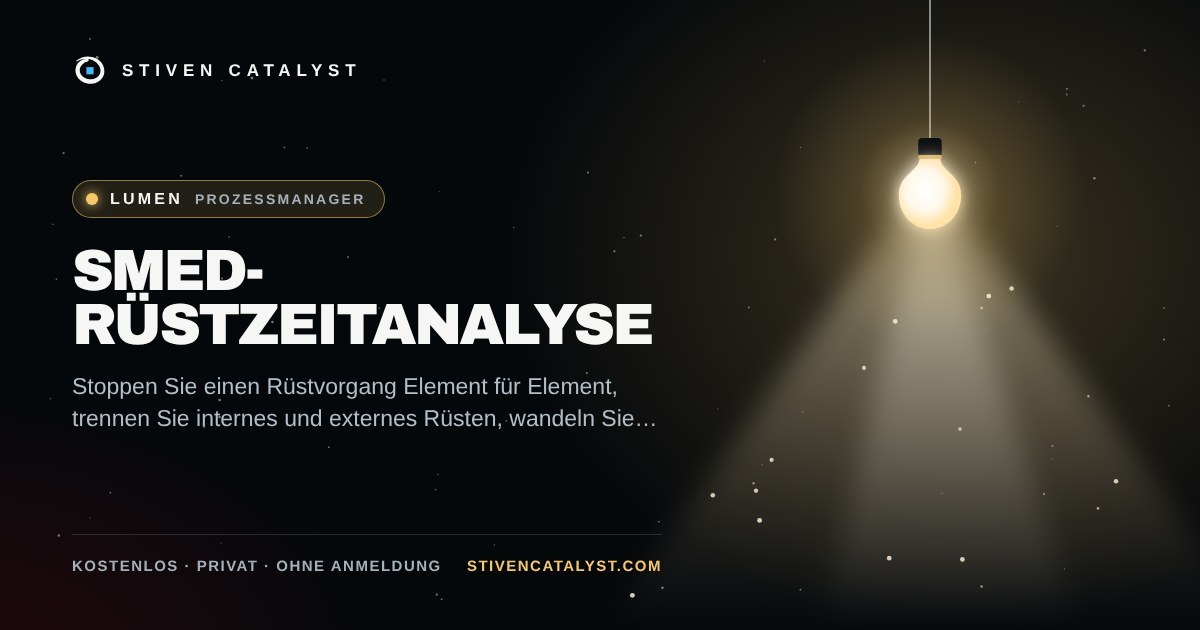 STIVEN CATALYST
LUMEN PROZESSMANAGER
SMED-
RÜSTZEITANALYSE
Stoppen Sie einen Rüstvorgang Element für Element,
trennen Sie internes und externes Rüsten, wandeln Sie…
KOSTENLOS · PRIVAT · OHNE ANMELDUNG STIVENCATALYST.COM